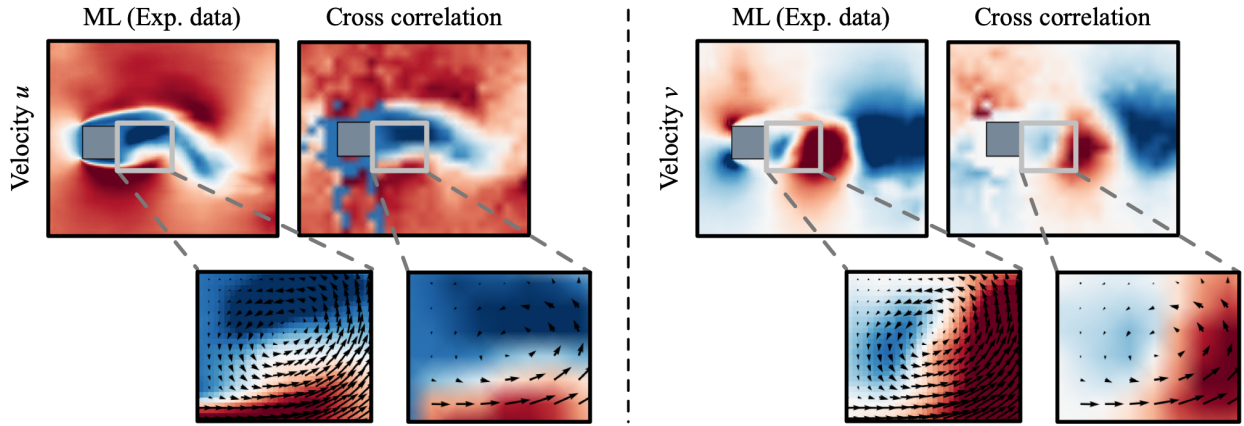 ML (Exp. data) Cross correlation
Velocity u
ML (Exp. data) Cross correlation
Velocity v